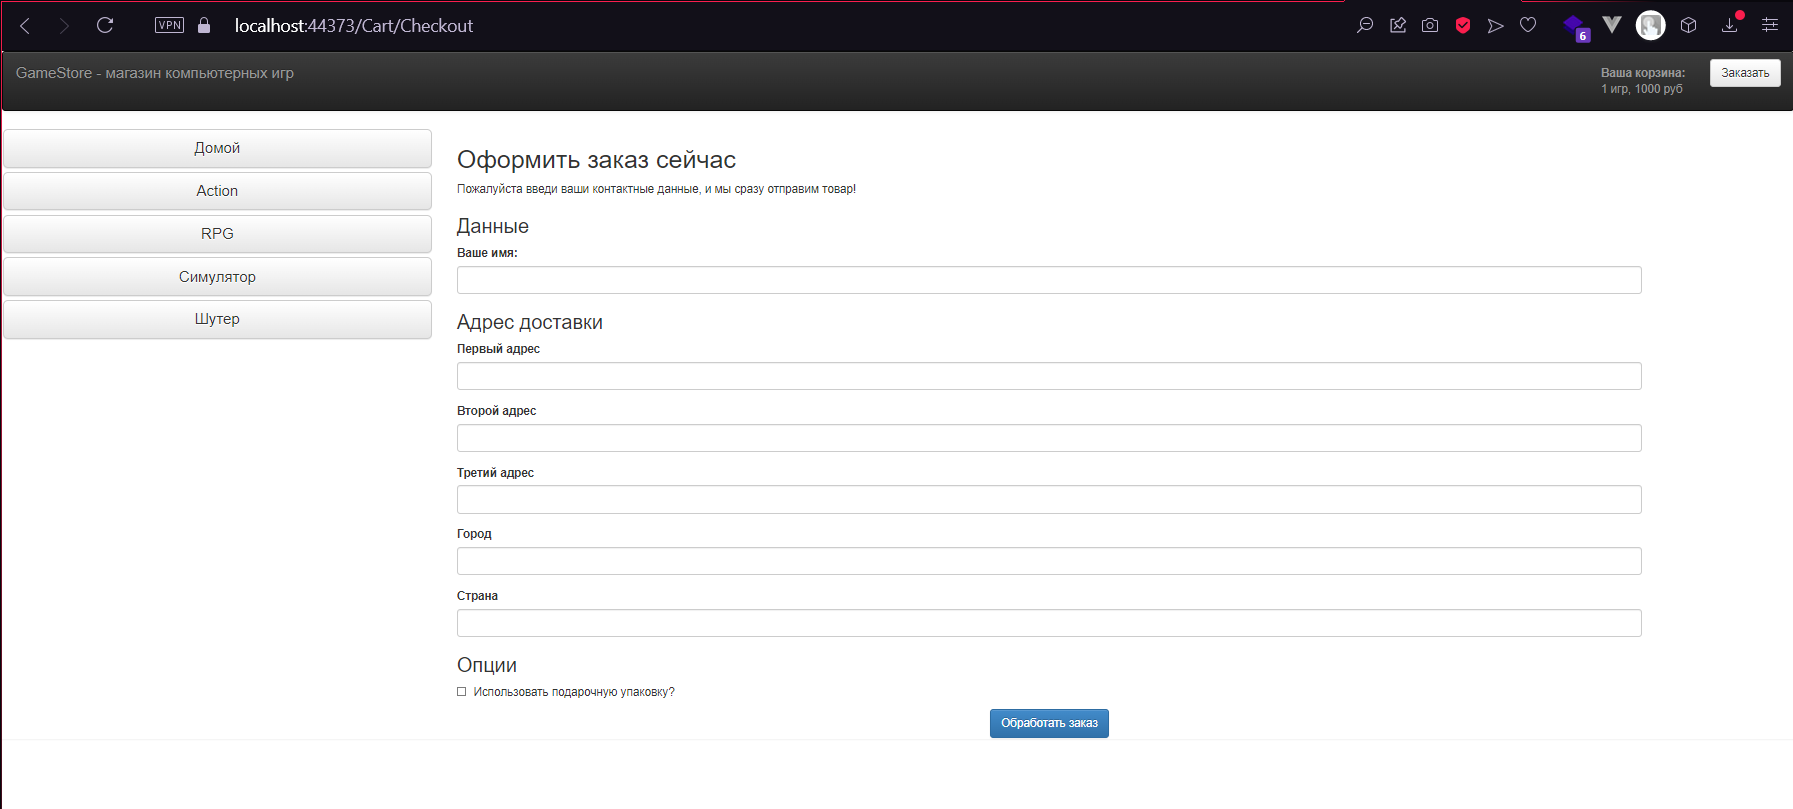 VPN
localhost:44373/Cart/Checkout
6
GameStore - магазин компьютерных игр
Ваша корзина:
1 игр, 1000 руб
Заказать
Домой
Action
RPG
Симулятор
Шутер
Оформить заказ сейчас
Пожалуйста введи ваши контактные данные, и мы сразу отправим товар!
Данные
Ваше имя:
Адрес доставки
Первый адрес
Второй адрес
Третий адрес
Город
Страна
Опции
Использовать подарочную упаковку?
Обработать заказ